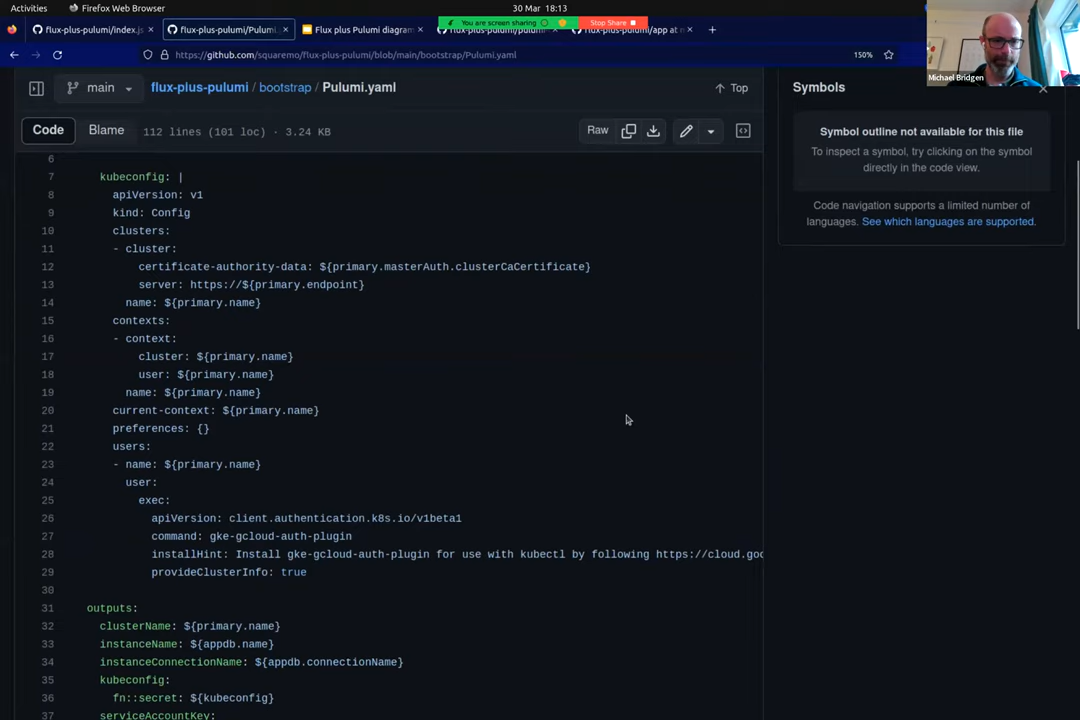 Activities
Firefox Web Browser
30 Mar 18:13
flux-plus-pulumi/index.js
flux-plus-pulumi/Pulumi.
Flux plus Pulumi diagram
flux-plus-pulumi/
flux-plus-pulumi/app at m
You are screen sharing
Stop Share
https://github.com/squaremo/flux-plus-pulumi/blob/main/bootstrap/Pulumi.yaml
150%
Michael Bridgen
main
flux-plus-pulumi / bootstrap / Pulumi.yaml
Top
Code
Blame
112 lines (101 loc) · 3.24 KB
Raw
6
7 kubeconfig: |
8 apiVersion: v1
9 kind: Config
10 clusters:
11 - cluster:
12 certificate-authority-data: ${primary.masterAuth.clusterCaCertificate}
13 server: https://${primary.endpoint}
14 name: ${primary.name}
15 contexts:
16 - context:
17 cluster: ${primary.name}
18 user: ${primary.name}
19 name: ${primary.name}
20 current-context: ${primary.name}
21 preferences: {}
22 users:
23 - name: ${primary.name}
24 user:
25 exec:
26 apiVersion: client.authentication.k8s.io/v1beta1
27 command: gke-gcloud-auth-plugin
28 installHint: Install gke-gcloud-auth-plugin for use with kubectl by following https://cloud.goo
29 provideClusterInfo: true
30
31 outputs:
32 clusterName: ${primary.name}
33 instanceName: ${appdb.name}
34 instanceConnectionName: ${appdb.connectionName}
35 kubeconfig:
36 fn::secret: ${kubeconfig}
37 serviceAccountKey:
Symbols
Symbol outline not available for this file
To inspect a symbol, try clicking on the symbol
directly in the code view.
Code navigation supports a limited number of
languages. See which languages are supported.